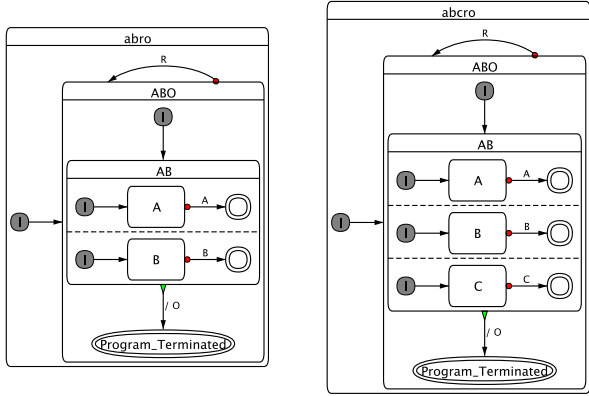 abro
R
ABO
I
AB
I
A
A
I
I
B
B
/ O
Program_Terminated
abcro
R
ABO
I
AB
I
A
A
I
I
B
B
I
C
C
/ O
Program_Terminated